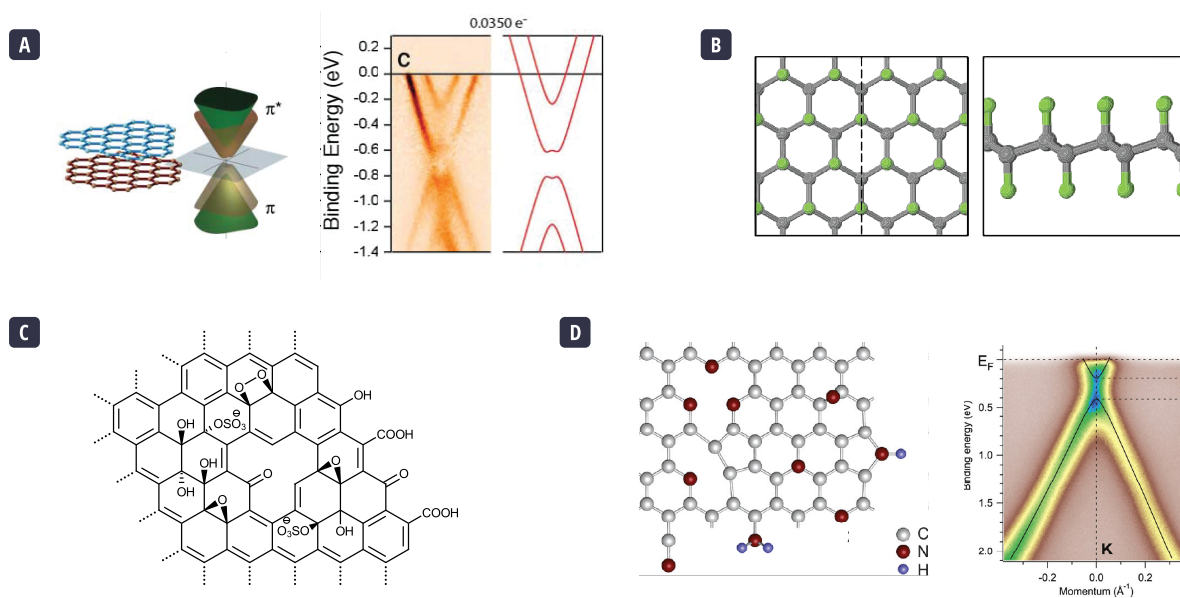 A
0.0350 e⁻
C
Binding Energy (eV)
0.2
0.0
-0.2
-0.4
-0.6
-0.8
-1.0
-1.2
-1.4
π*
π
B
C
O
O
OH
⊖
OSO₃
OH
COOH
OH
O
O
OH
O
COOH
⊖
O₃SO
OH
D
C
N
H
E_F
0.5
1.0
1.5
2.0
Binding energy (eV)
K
-0.2
0.0
0.2
Momentum (Å⁻¹)